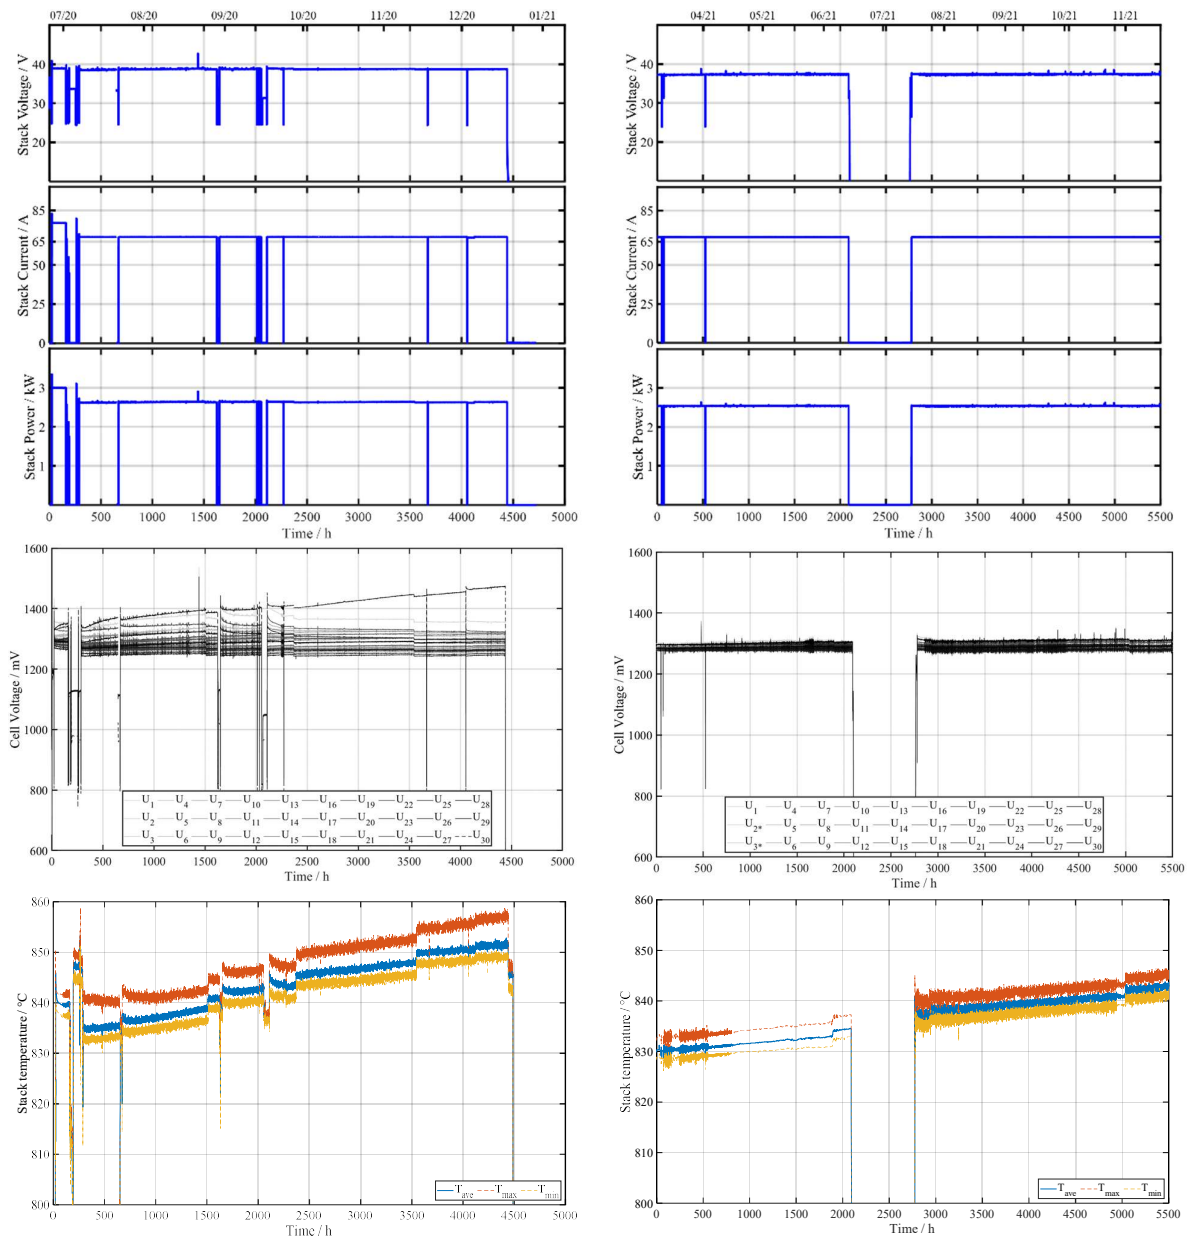 07/20 08/20 09/20 10/20 11/20 12/20 01/21
Stack Voltage / V
40
30
20
Stack Current / A
85
65
50
25
0
Stack Power / kW
3
2
1
0 500 1000 1500 2000 2500 3000 3500 4000 4500 5000
Time / h
04/21 05/21 06/21 07/21 08/21 09/21 10/21 11/21
Stack Voltage / V
40
30
20
Stack Current / A
85
65
50
25
0
Stack Power / kW
3
2
1
0 500 1000 1500 2000 2500 3000 3500 4000 4500 5000 5500
Time / h
Cell Voltage / mV
1600
1400
1200
1000
800
600
U1 U4 U7 U10 U13 U16 U19 U22 U25 U28
U2 U5 U8 U11 U14 U17 U20 U23 U26 U29
U3 U6 U9 U12 U15 U18 U21 U24 U27 U30
0 500 1000 1500 2000 2500 3000 3500 4000 4500 5000
Time / h
Cell Voltage / mV
1600
1400
1200
1000
800
600
U1 U4 U7 U10 U13 U16 U19 U22 U25 U28
U2* U5 U8 U11 U14 U17 U20 U23 U26 U29
U3* U6 U9 U12 U15 U18 U21 U24 U27 U30
0 500 1000 1500 2000 2500 3000 3500 4000 4500 5000 5500
Time / h
Stack temperature / °C
860
850
840
830
820
810
800
Tave Tmax Tmin
0 500 1000 1500 2000 2500 3000 3500 4000 4500 5000
Time / h
Stack temperature / °C
860
850
840
830
820
810
800
Tave Tmax Tmin
0 500 1000 1500 2000 2500 3000 3500 4000 4500 5000 5500
Time / h